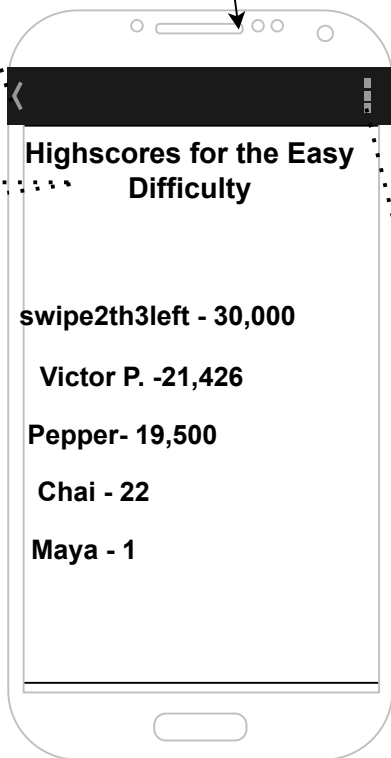 Highscores for the Easy
Difficulty
swipe2th3left - 30,000
Victor P. -21,426
Pepper- 19,500
Chai - 22
Maya - 1